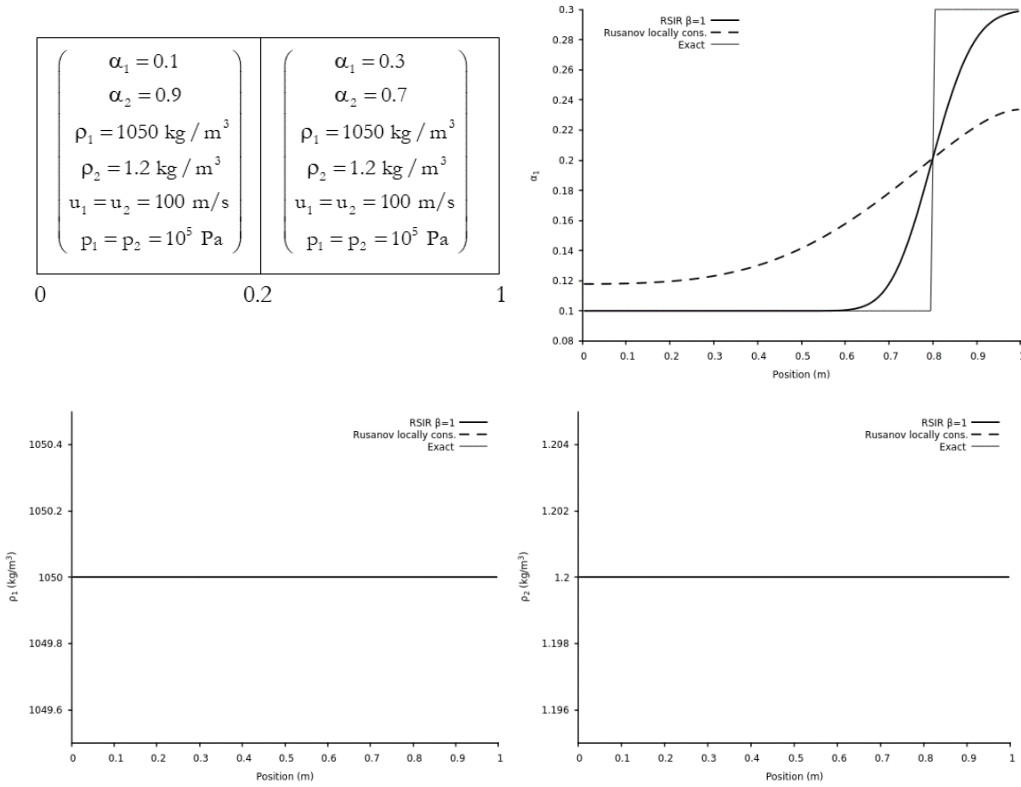 α₁ = 0.1
α₂ = 0.9
ρ₁ = 1050 kg / m³
ρ₂ = 1.2 kg / m³
u₁ = u₂ = 100 m/s
p₁ = p₂ = 10⁵ Pa
α₁ = 0.3
α₂ = 0.7
ρ₁ = 1050 kg / m³
ρ₂ = 1.2 kg / m³
u₁ = u₂ = 100 m/s
p₁ = p₂ = 10⁵ Pa
0 0.2 1
RSIR β=1
Rusanov locally cons.
Exact
0.3
0.28
0.26
0.24
0.22
0.2
0.18
0.16
0.14
0.12
0.1
0.08
α₁
0 0.1 0.2 0.3 0.4 0.5 0.6 0.7 0.8 0.9 1
Position (m)
RSIR β=1
Rusanov locally cons.
Exact
1050.4
1050.2
1050
1049.8
1049.6
ρ₁ (kg/m³)
0 0.1 0.2 0.3 0.4 0.5 0.6 0.7 0.8 0.9 1
Position (m)
RSIR β=1
Rusanov locally cons.
Exact
1.204
1.202
1.2
1.198
1.196
ρ₂ (kg/m³)
0 0.1 0.2 0.3 0.4 0.5 0.6 0.7 0.8 0.9 1
Position (m)